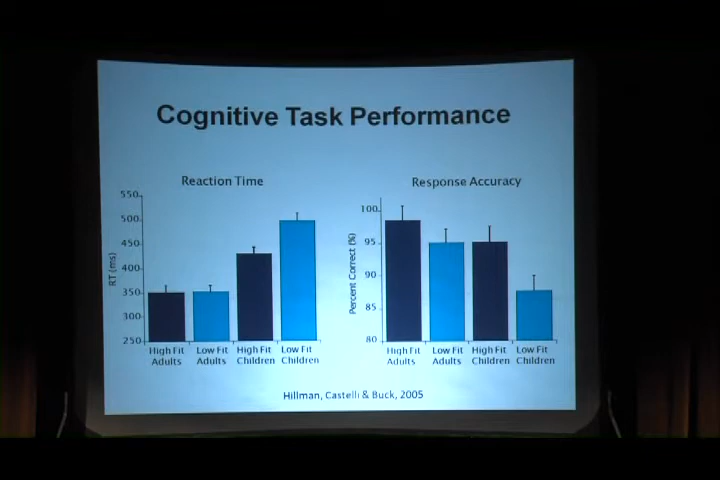 Cognitive Task Performance
Reaction Time
550
500
450
400
350
300
250
RT (ms)
High Fit Adults
Low Fit Adults
High Fit Children
Low Fit Children
Response Accuracy
100
95
90
85
80
Percent Correct (%)
High Fit Adults
Low Fit Adults
High Fit Children
Low Fit Children
Hillman, Castelli & Buck, 2005